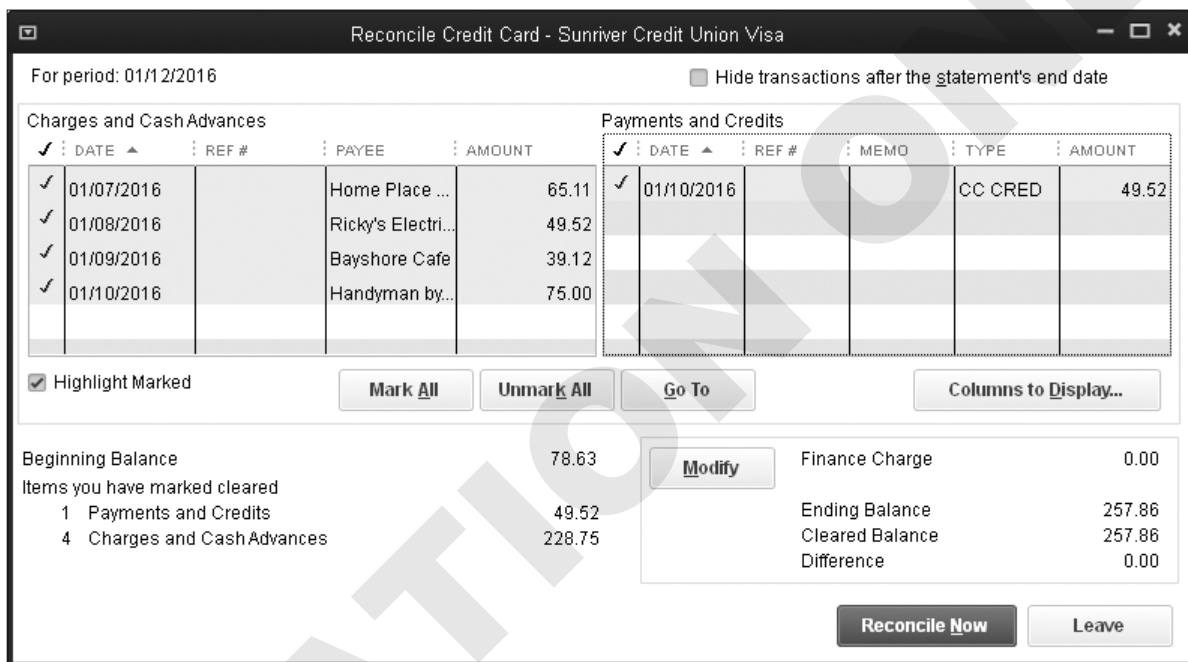 Reconcile Credit Card - Sunriver Credit Union Visa
For period: 01/12/2016
Hide transactions after the statement's end date
Charges and Cash Advances
DATE REF # PAYEE AMOUNT
01/07/2016 Home Place ... 65.11
01/08/2016 Ricky's Electri... 49.52
01/09/2016 Bayshore Cafe 39.12
01/10/2016 Handyman by... 75.00
Payments and Credits
DATE REF # MEMO TYPE AMOUNT
01/10/2016 CC CRED 49.52
Highlight Marked
Mark All
Unmark All
Go To
Columns to Display...
Beginning Balance 78.63
Items you have marked cleared
1 Payments and Credits 49.52
4 Charges and Cash Advances 228.75
Modify
Finance Charge 0.00
Ending Balance 257.86
Cleared Balance 257.86
Difference 0.00
Reconcile Now
Leave
ATION ON